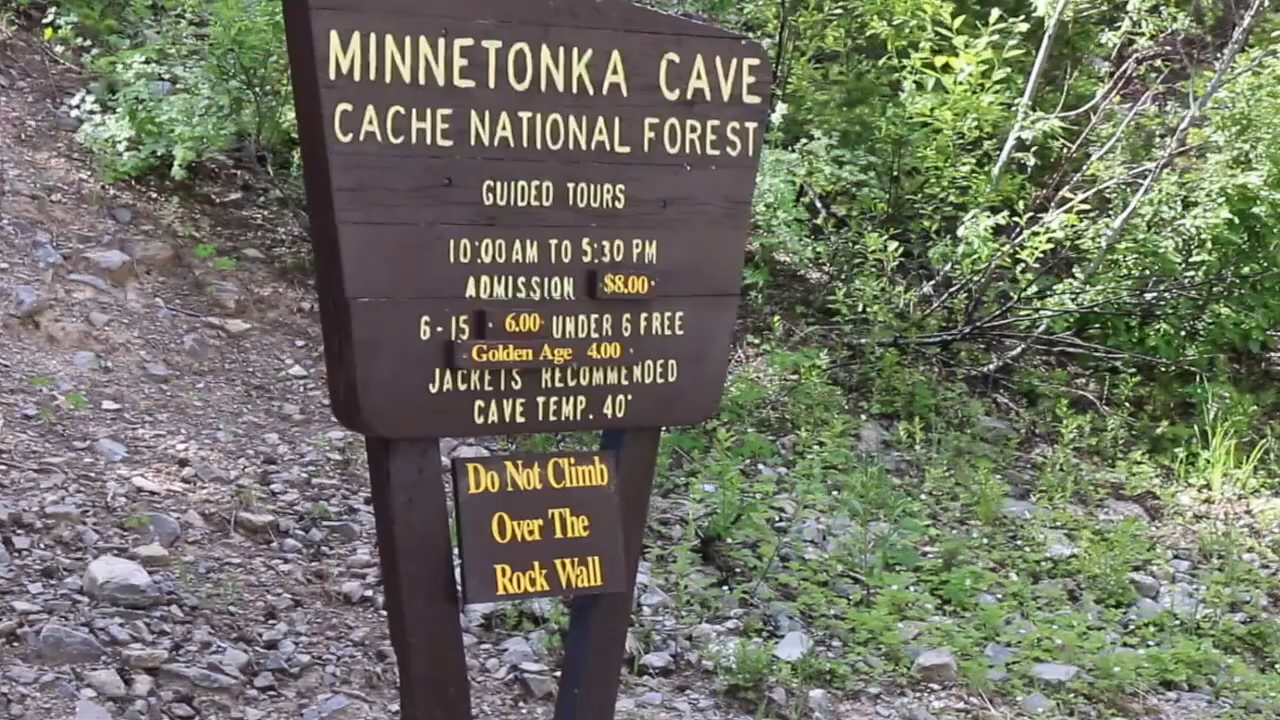 MINNETONKA CAVE
CACHE NATIONAL FOREST
GUIDED TOURS
10:00 AM TO 5:30 PM
ADMISSION $8.00
6-15 6.00 UNDER 6 FREE
Golden Age 4.00
JACKETS RECOMMENDED
CAVE TEMP. 40°
Do Not Climb
Over The
Rock Wall